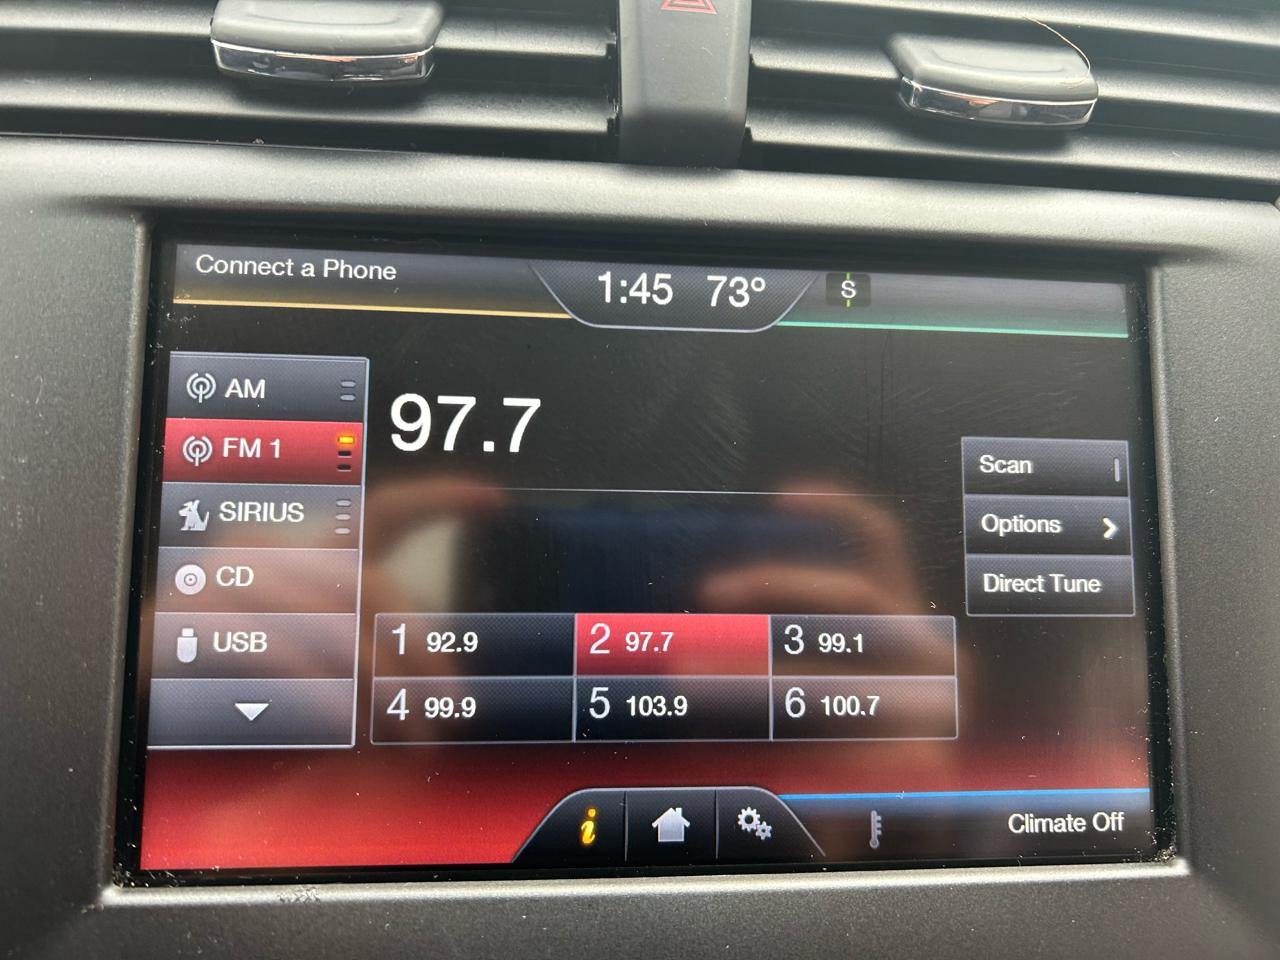 Connect a Phone
1:45 73° S
AM
FM 1
SIRIUS
CD
USB
97.7
Scan
Options
Direct Tune
1 92.9 2 97.7 3 99.1
4 99.9 5 103.9 6 100.7
i
Climate Off